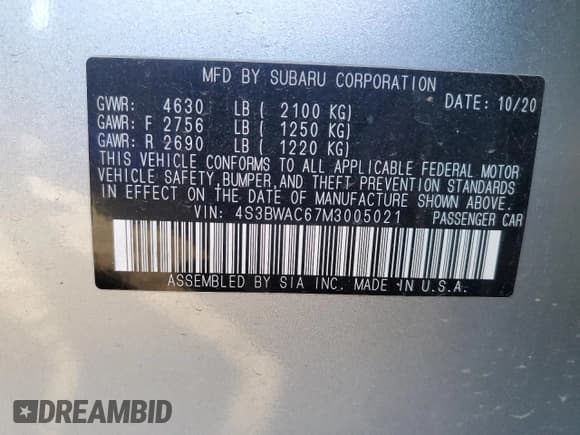 MFD BY SUBARU CORPORATION
GVWR: 4630 LB ( 2100 KG) DATE: 10/20
GAWR: F 2756 LB ( 1250 KG)
GAWR: R 2690 LB ( 1220 KG)
THIS VEHICLE CONFORMS TO ALL APPLICABLE FEDERAL MOTOR
VEHICLE SAFETY, BUMPER, AND THEFT PREVENTION STANDARDS
IN EFFECT ON THE DATE OF MANUFACTURE SHOWN ABOVE.
VIN: 4S3BWAC67M3005021 PASSENGER CAR
ASSEMBLED BY SIA INC. MADE IN U.S.A.
DREAMBID